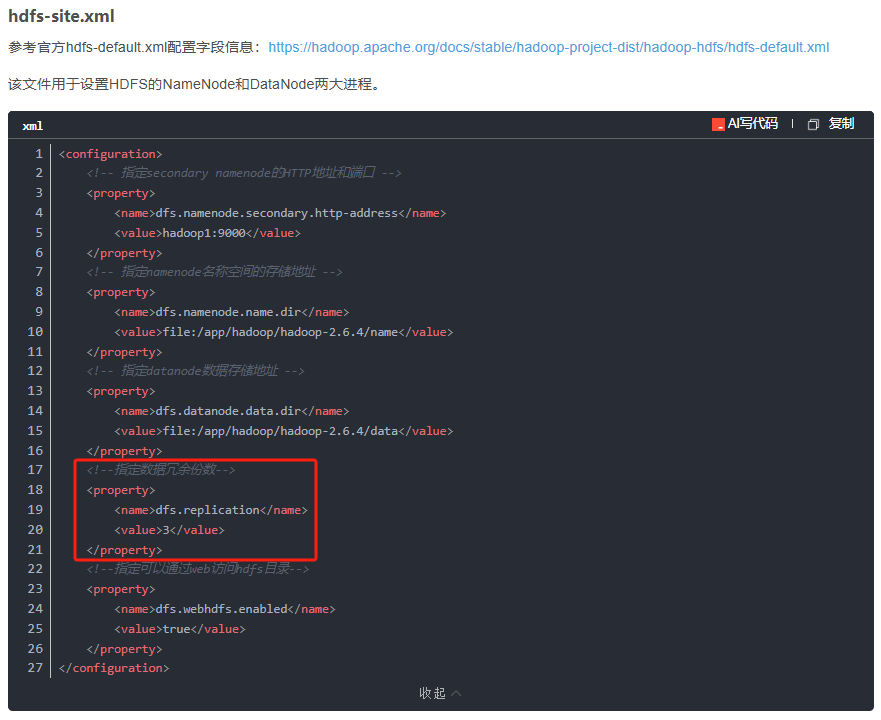 hdfs-site.xml
参考官方hdfs-default.xml配置字段信息：https://hadoop.apache.org/docs/stable/hadoop-project-dist/hadoop-hdfs/hdfs-default.xml
该文件用于设置HDFS的NameNode和DataNode两大进程。
xml AI写代码 复制
1 <configuration>
2 <!-- 指定secondary namenode的HTTP地址和端口 -->
3 <property>
4 <name>dfs.namenode.secondary.http-address</name>
5 <value>hadoop1:9000</value>
6 </property>
7 <!-- 指定namenode名称空间的存储地址 -->
8 <property>
9 <name>dfs.namenode.name.dir</name>
10 <value>file:/app/hadoop/hadoop-2.6.4/name</value>
11 </property>
12 <!-- 指定datanode数据存储地址 -->
13 <property>
14 <name>dfs.datanode.data.dir</name>
15 <value>file:/app/hadoop/hadoop-2.6.4/data</value>
16 </property>
17 <!--指定数据冗余份数-->
18 <property>
19 <name>dfs.replication</name>
20 <value>3</value>
21 </property>
22 <!--指定可以通过web访问hdfs目录-->
23 <property>
24 <name>dfs.webhdfs.enabled</name>
25 <value>true</value>
26 </property>
27 </configuration>
收起